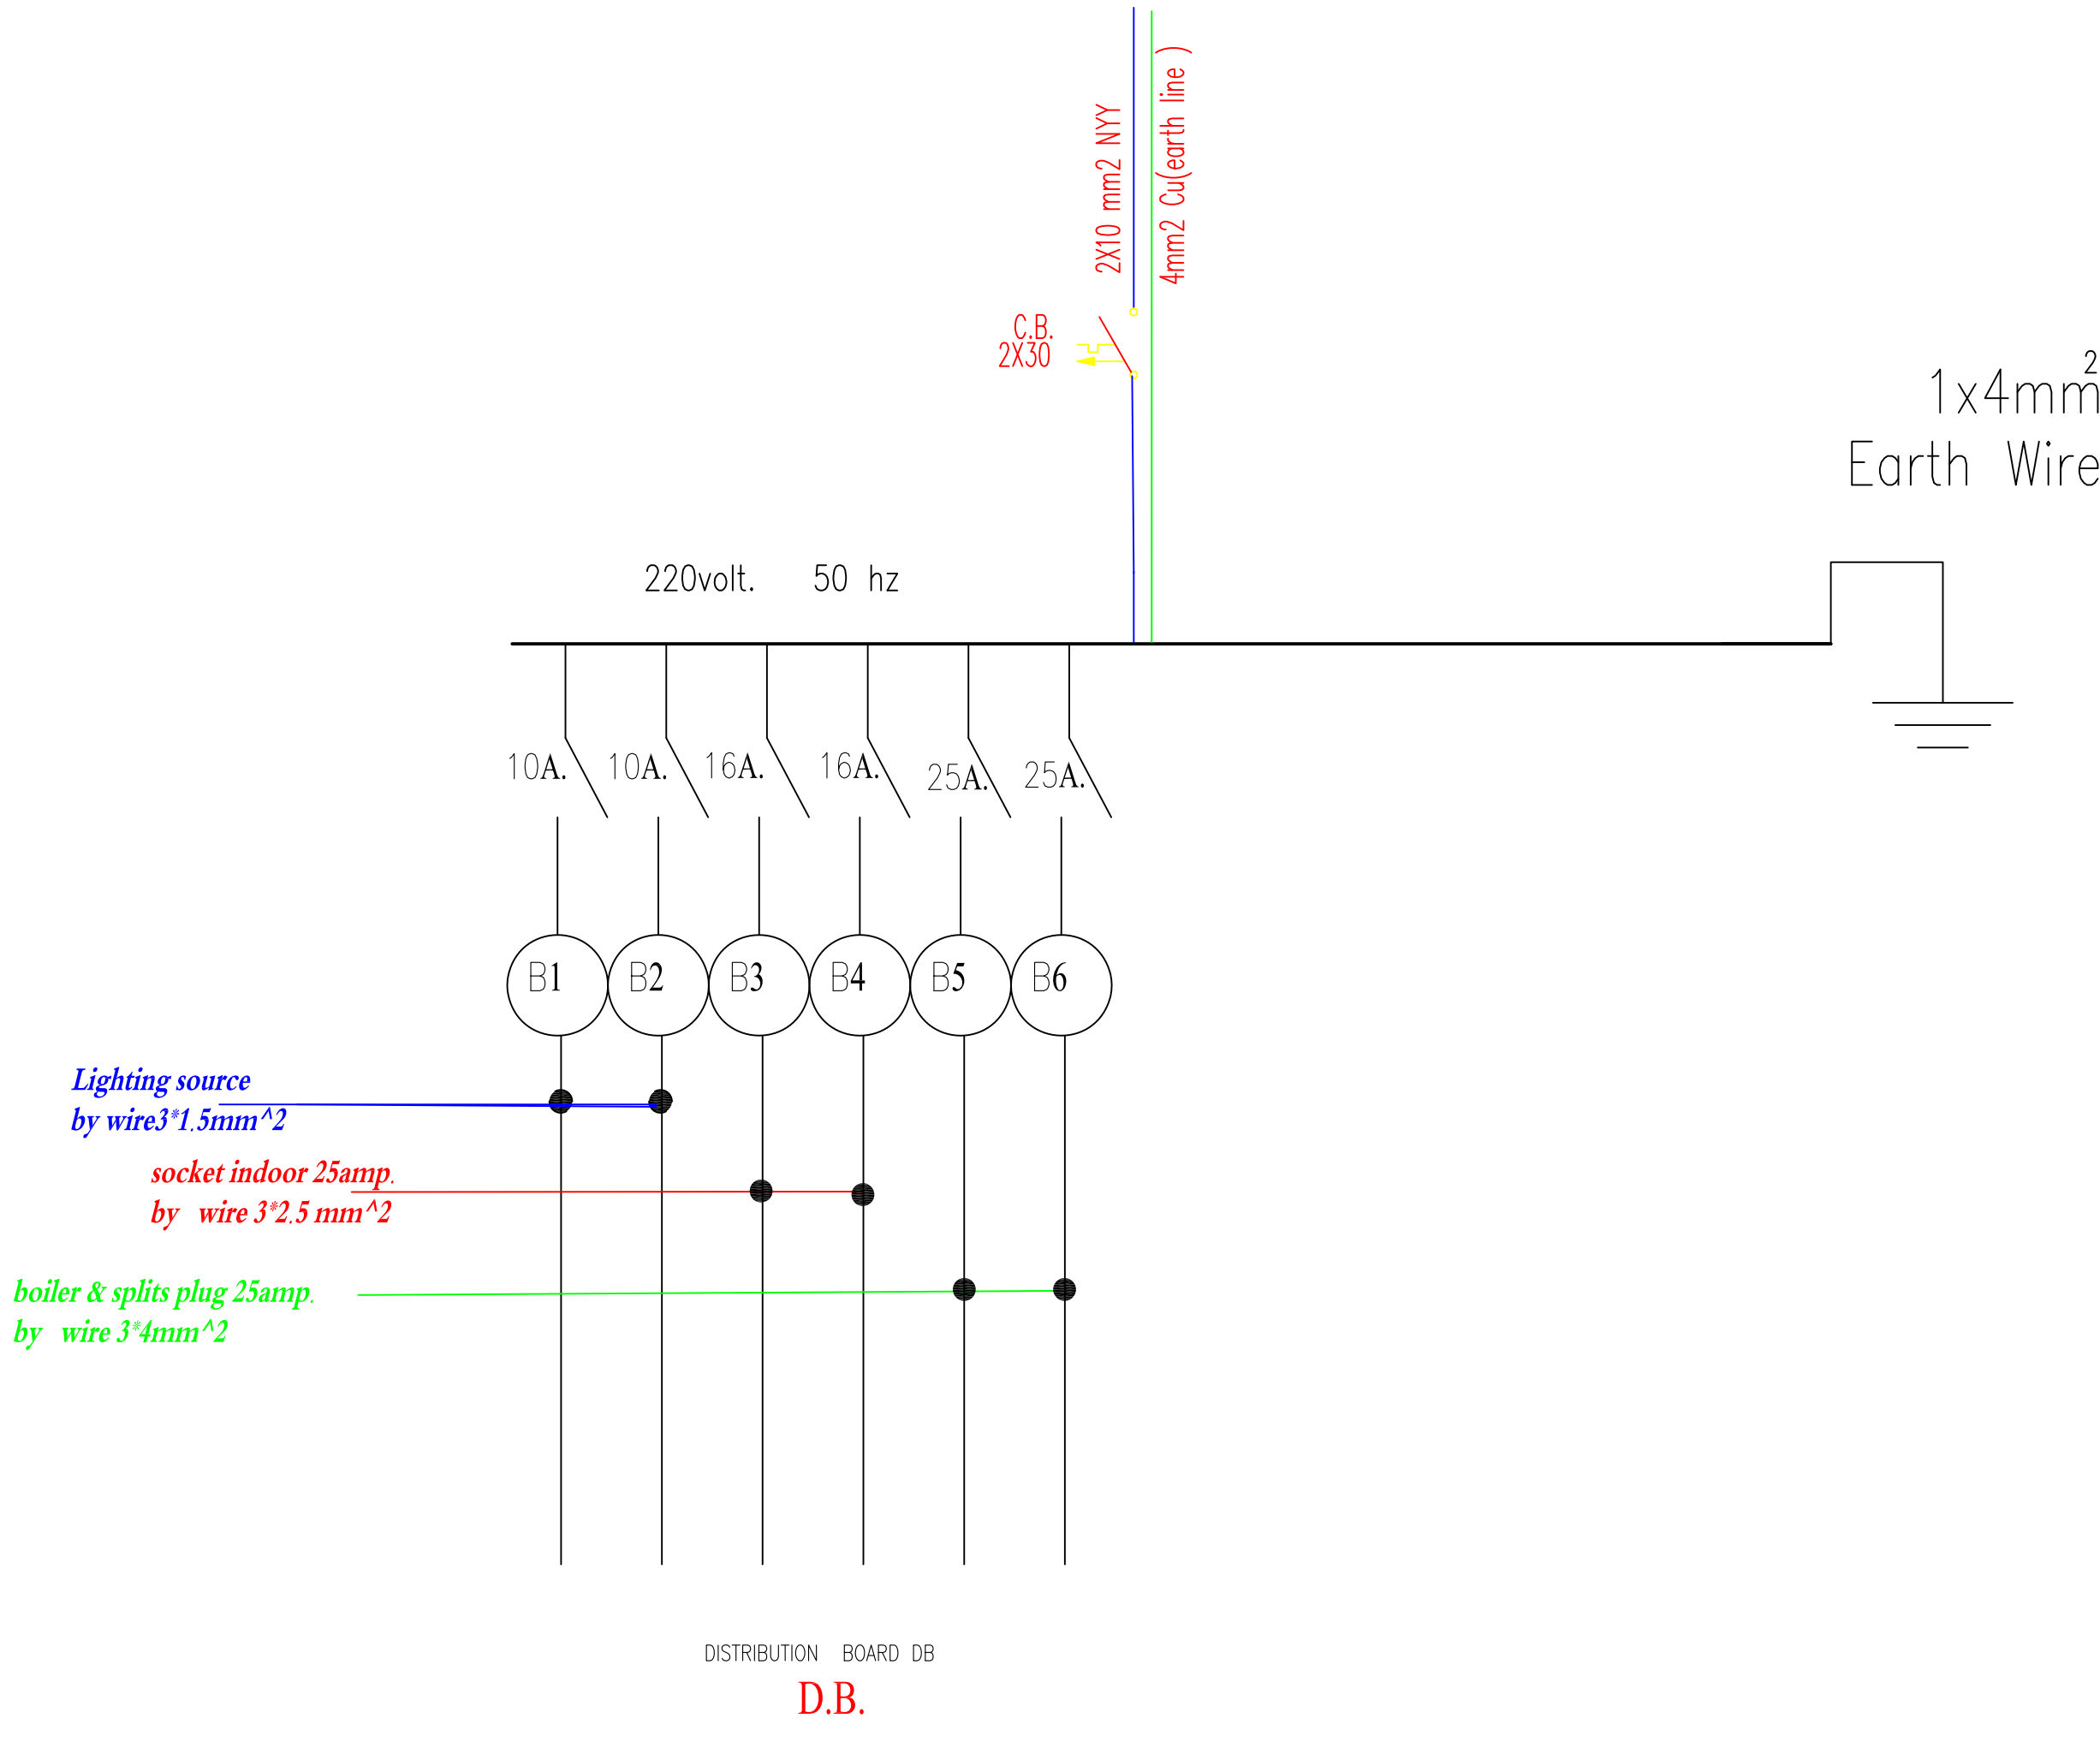 2X10 mm2 NYY
4mm2 Cu(earth line )
C.B.
2X30
1x4mm2
Earth Wire
220volt. 50 hz
10A. 10A. 16A. 16A. 25A. 25A.
B1 B2 B3 B4 B5 B6
Lighting source
by wire3*1.5mm^2
socket indoor 25amp.
by wire 3*2.5 mm^2
boiler & splits plug 25amp.
by wire 3*4mm^2
DISTRIBUTION BOARD DB
D.B.